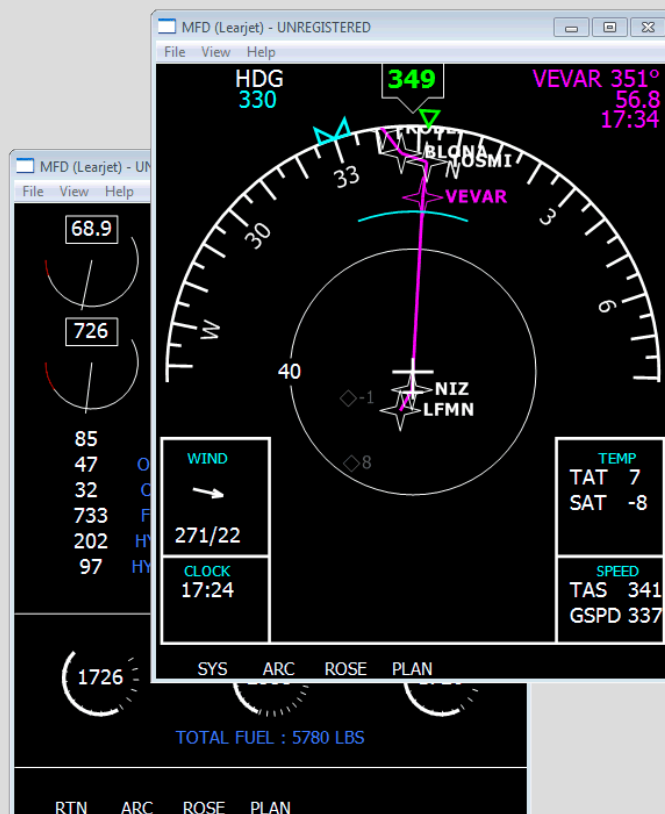 MFD (Learjet) - UNREGISTERED
File View Help
HDG
330
349
VEVAR 351°
56.8
17:34
BLONA
TOSMI
VEVAR
33
30
W
3
6
40
NIZ
LFMN
-1
8
WIND
271/22
CLOCK
17:24
TEMP
TAT 7
SAT -8
SPEED
TAS 341
GSPD 337
SYS ARC ROSE PLAN
MFD (Learjet) - UN
File View Help
68.9
726
85
47 O
32
733 F
202 HY
97 HY
1726
TOTAL FUEL : 5780 LBS
RTN ARC ROSE PLAN